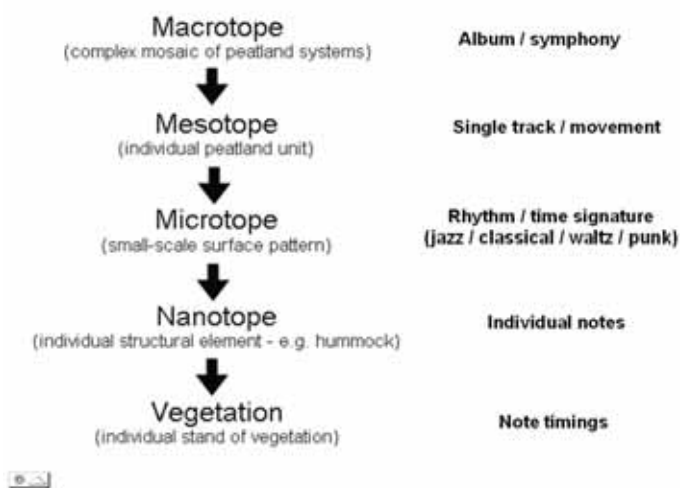 Macrotope
(complex mosaic of peatland systems)
Album / symphony
Mesotope
(individual peatland unit)
Single track / movement
Microtope
(small-scale surface pattern)
Rhythm / time signature
(jazz / classical / waltz / punk)
Nanotope
(individual structural element - e.g. hummock)
Individual notes
Vegetation
(individual stand of vegetation)
Note timings